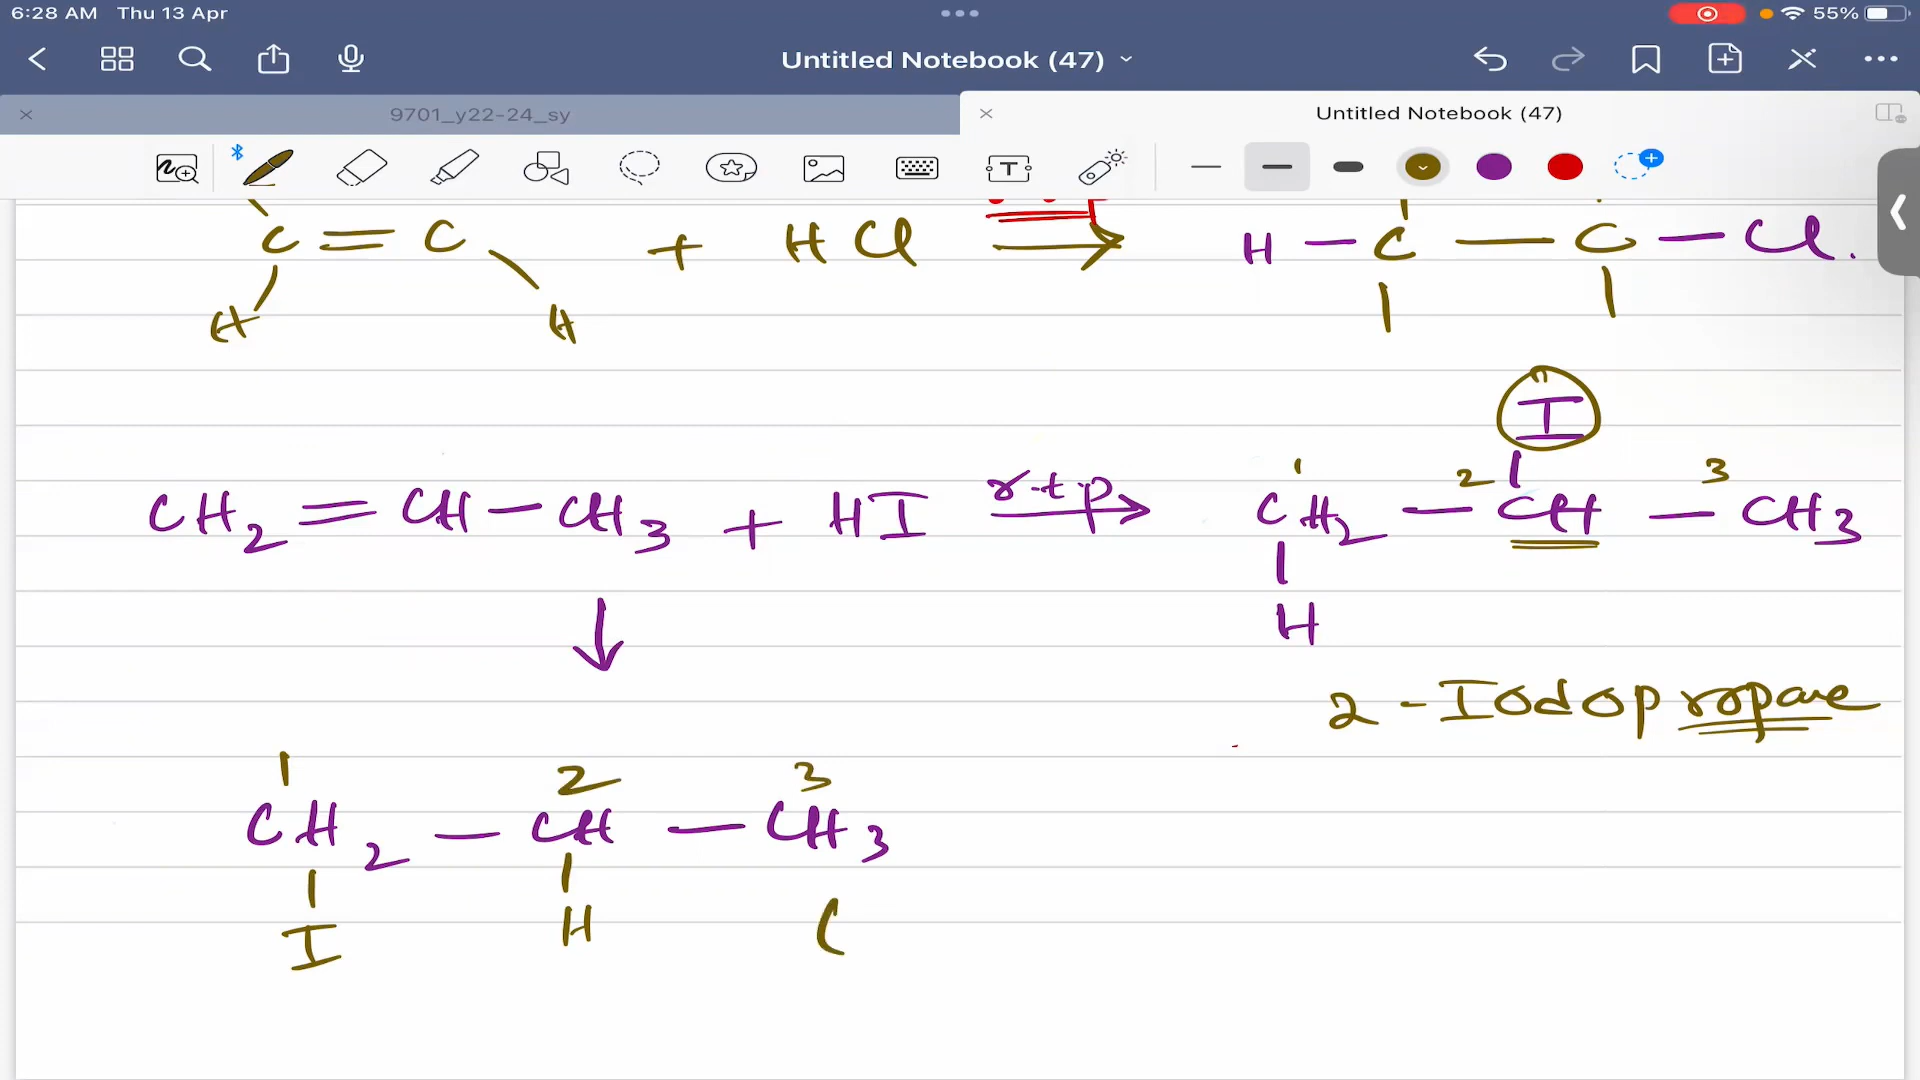 6:28 AM Thu 13 Apr
55%
Untitled Notebook (47)
9701_y22-24_sy
Untitled Notebook (47)
T
C = C + HCl → H - C - C - Cl.
H H
I
1 2 3
CH2 = CH - CH3 + HI r.t.p → CH2 - CH - CH3
H
2 - Iodopropane
1 2 3
CH2 - CH - CH3
I H (